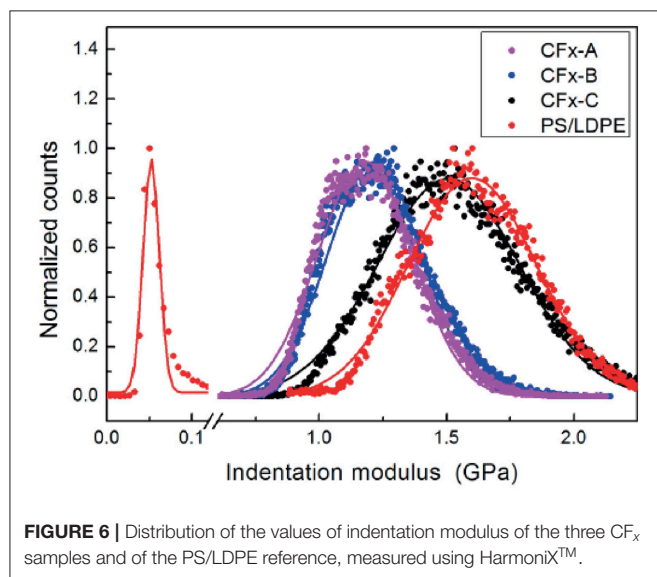 1.4
1.2
1.0
0.8
0.6
0.4
0.2
0.0
Normalized counts
CFx-A
CFx-B
CFx-C
PS/LDPE
0.0 0.1 1.0 1.5 2.0
Indentation modulus (GPa)
FIGURE 6 | Distribution of the values of indentation modulus of the three CFₓ
samples and of the PS/LDPE reference, measured using HarmoniX™.